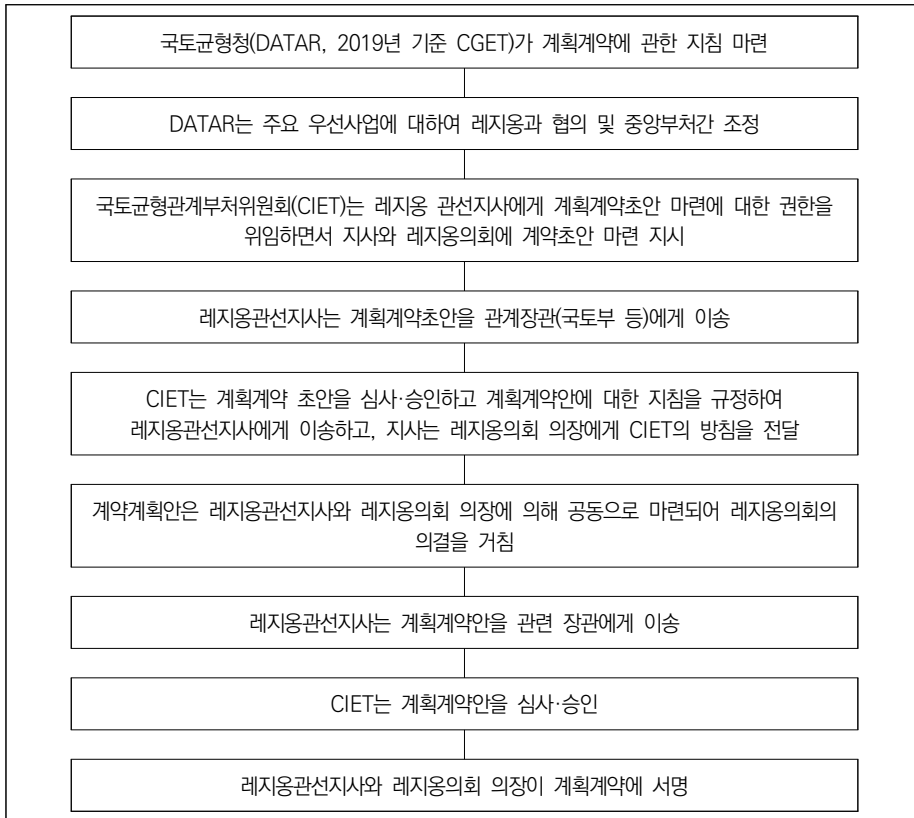 국토균형청(DATAR, 2019년 기준 CGET)가 계획계약에 관한 지침 마련
DATAR는 주요 우선사업에 대하여 레지옹과 협의 및 중앙부처간 조정
국토균형관계부처위원회(CIET)는 레지옹 관선지사에게 계획계약초안 마련에 대한 권한을
위임하면서 지사와 레지옹의회에 계약초안 마련 지시
레지옹관선지사는 계획계약초안을 관계장관(국토부 등)에게 이송
CIET는 계획계약 초안을 심사·승인하고 계획계약안에 대한 지침을 규정하여
레지옹관선지사에게 이송하고, 지사는 레지옹의회 의장에게 CIET의 방침을 전달
계약계획안은 레지옹관선지사와 레지옹의회 의장에 의해 공동으로 마련되어 레지옹의회의
의결을 거침
레지옹관선지사는 계획계약안을 관련 장관에게 이송
CIET는 계획계약안을 심사·승인
레지옹관선지사와 레지옹의회 의장이 계획계약에 서명